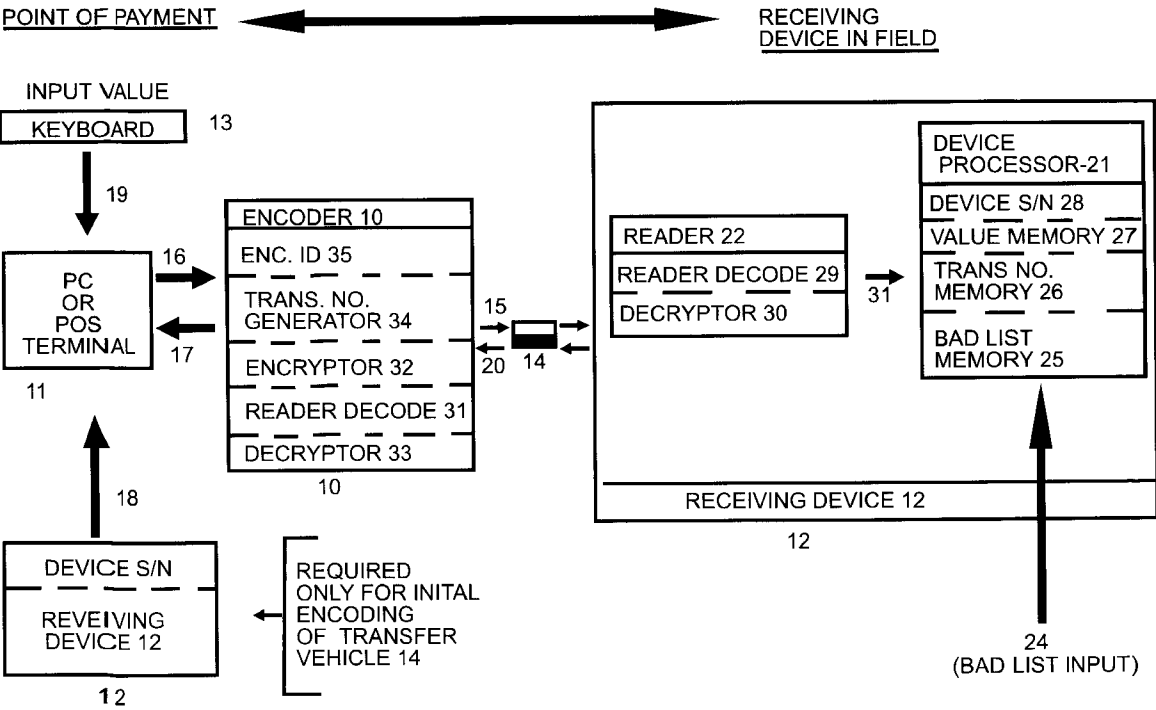 POINT OF PAYMENT
RECEIVING
DEVICE IN FIELD
INPUT VALUE
KEYBOARD
13
19
PC
OR
POS
TERMINAL
11
16
17
18
DEVICE S/N
REVEIVING
DEVICE 12
12
REQUIRED
ONLY FOR INITAL
ENCODING
OF TRANSFER
VEHICLE 14
ENCODER 10
ENC. ID 35
TRANS. NO.
GENERATOR 34
ENCRYPTOR 32
READER DECODE 31
DECRYPTOR 33
10
15
20
14
READER 22
READER DECODE 29
DECRYPTOR 30
31
DEVICE
PROCESSOR-21
DEVICE S/N 28
VALUE MEMORY 27
TRANS NO.
MEMORY 26
BAD LIST
MEMORY 25
RECEIVING DEVICE 12
12
24
(BAD LIST INPUT)